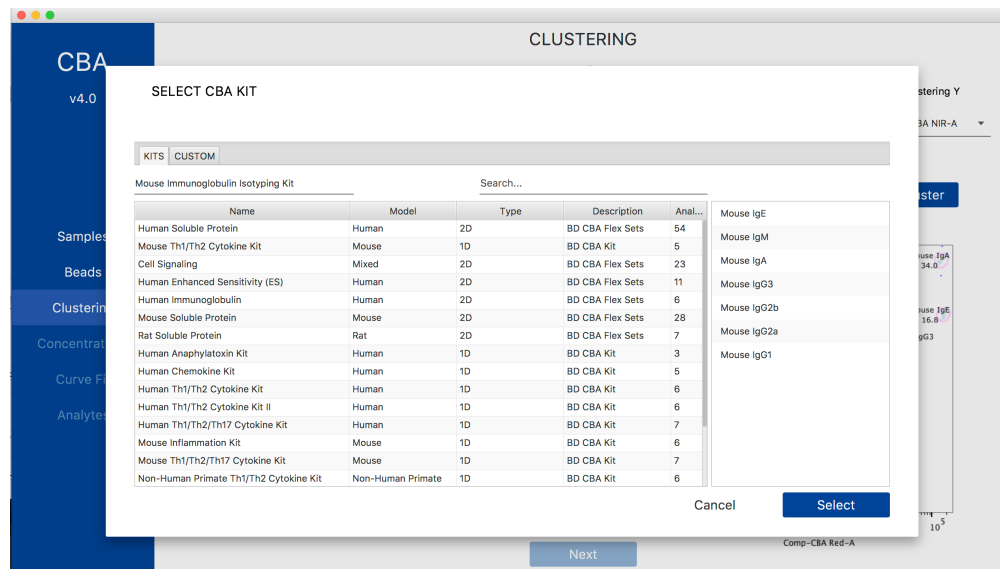 CLUSTERING
CBA
v4.0
Samples
Beads
Clusterin
Concentrat
Curve Fi
Analytes
stering Y
BA NIR-A
ster
SELECT CBA KIT
KITS CUSTOM
Mouse Immunoglobulin Isotyping Kit Search...
Name Model Type Description Anal...
Human Soluble Protein Human 2D BD CBA Flex Sets 54
Mouse Th1/Th2 Cytokine Kit Mouse 1D BD CBA Kit 5
Cell Signaling Mixed 2D BD CBA Flex Sets 23
Human Enhanced Sensitivity (ES) Human 2D BD CBA Flex Sets 11
Human Immunoglobulin Human 2D BD CBA Flex Sets 6
Mouse Soluble Protein Mouse 2D BD CBA Flex Sets 28
Rat Soluble Protein Rat 2D BD CBA Flex Sets 7
Human Anaphylatoxin Kit Human 1D BD CBA Kit 3
Human Chemokine Kit Human 1D BD CBA Kit 5
Human Th1/Th2 Cytokine Kit Human 1D BD CBA Kit 6
Human Th1/Th2 Cytokine Kit II Human 1D BD CBA Kit 6
Human Th1/Th2/Th17 Cytokine Kit Human 1D BD CBA Kit 7
Mouse Inflammation Kit Mouse 1D BD CBA Kit 6
Mouse Th1/Th2/Th17 Cytokine Kit Mouse 1D BD CBA Kit 7
Non-Human Primate Th1/Th2 Cytokine Kit Non-Human Primate 1D BD CBA Kit 6
Mouse IgE
Mouse IgM
Mouse IgA
Mouse IgG3
Mouse IgG2b
Mouse IgG2a
Mouse IgG1
Cancel Select
use IgA
34.0
use IgE
16.8
gG3
10^5
Comp-CBA Red-A
Next